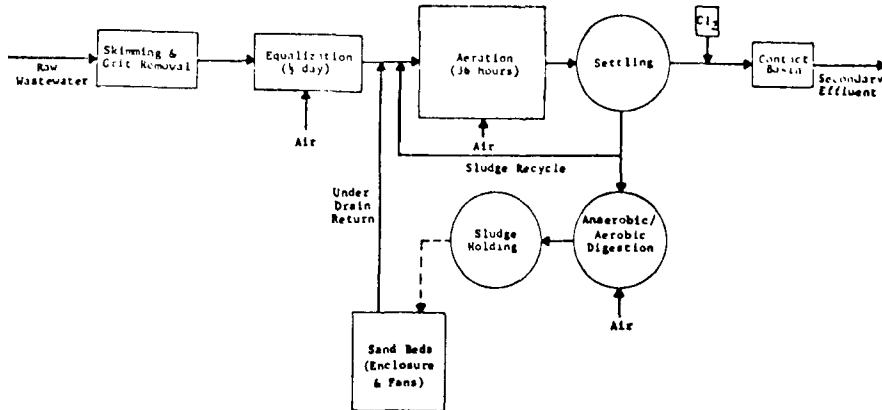 Skimming &
Grit Removal
Raw
Wastewater
Equalization
(½ day)
Air
Aeration
(36 hours)
Air
Settling
Cl2
Contact
Basin
Secondary
Effluent
Sludge Recycle
Under
Drain
Return
Sludge
Holding
Anaerobic/
Aerobic
Digestion
Air
Sand Beds
(Enclosure
& Fans)